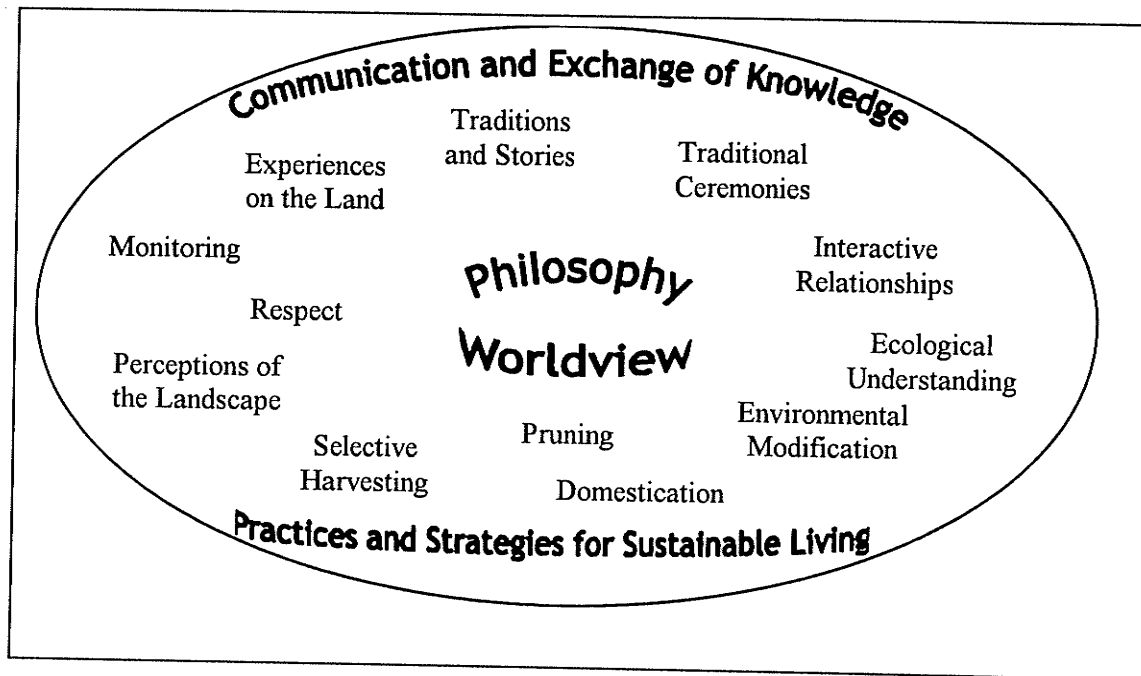 Communication and Exchange of Knowledge
Traditions
and Stories
Traditional
Ceremonies
Experiences
on the Land
Monitoring
Interactive
Relationships
Philosophy
Respect
Worldview
Ecological
Understanding
Perceptions of
the Landscape
Environmental
Modification
Pruning
Selective
Harvesting
Domestication
Practices and Strategies for Sustainable Living